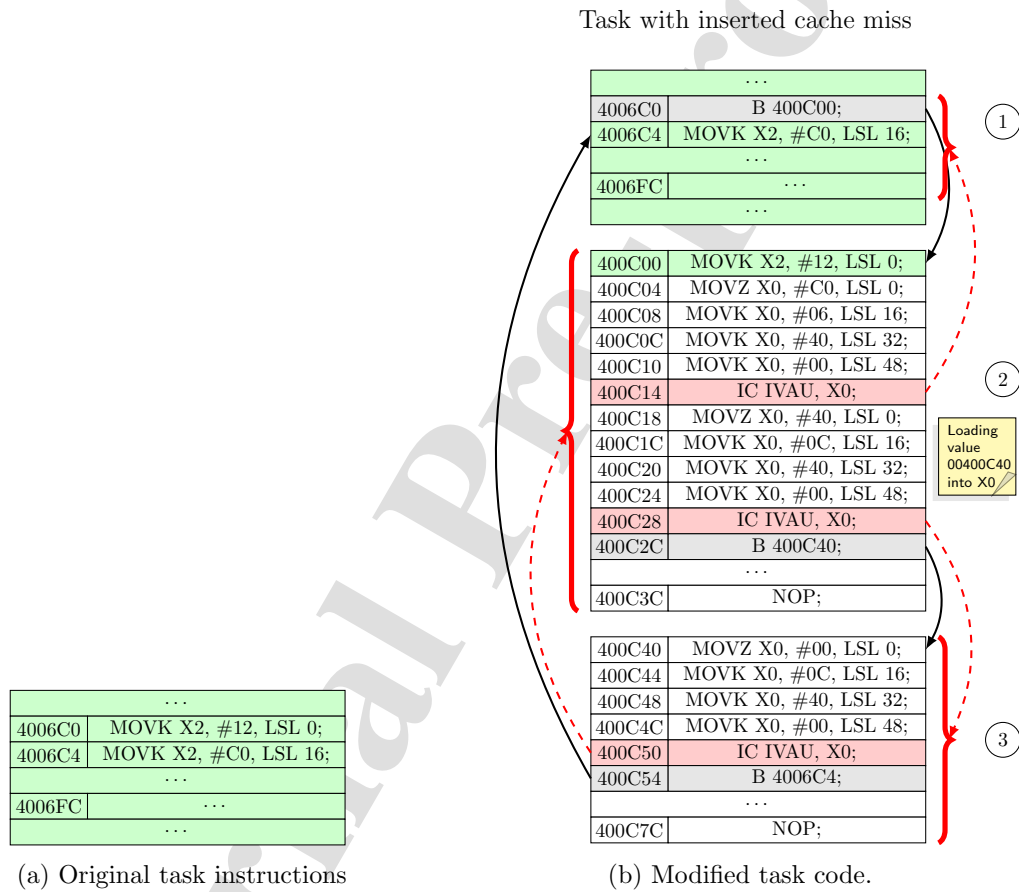 Task with inserted cache miss
· · ·
4006C0 B 400C00;
4006C4 MOVK X2, #C0, LSL 16;
· · ·
4006FC · · ·
· · ·
1
400C00 MOVK X2, #12, LSL 0;
400C04 MOVZ X0, #C0, LSL 0;
400C08 MOVK X0, #06, LSL 16;
400C0C MOVK X0, #40, LSL 32;
400C10 MOVK X0, #00, LSL 48;
400C14 IC IVAU, X0;
400C18 MOVZ X0, #40, LSL 0;
400C1C MOVK X0, #0C, LSL 16;
400C20 MOVK X0, #40, LSL 32;
400C24 MOVK X0, #00, LSL 48;
400C28 IC IVAU, X0;
400C2C B 400C40;
· · ·
400C3C NOP;
2
Loading
value
00400C40
into X0
400C40 MOVZ X0, #00, LSL 0;
400C44 MOVK X0, #0C, LSL 16;
400C48 MOVK X0, #40, LSL 32;
400C4C MOVK X0, #00, LSL 48;
400C50 IC IVAU, X0;
400C54 B 4006C4;
· · ·
400C7C NOP;
3
· · ·
4006C0 MOVK X2, #12, LSL 0;
4006C4 MOVK X2, #C0, LSL 16;
· · ·
4006FC · · ·
· · ·
(a) Original task instructions
(b) Modified task code.